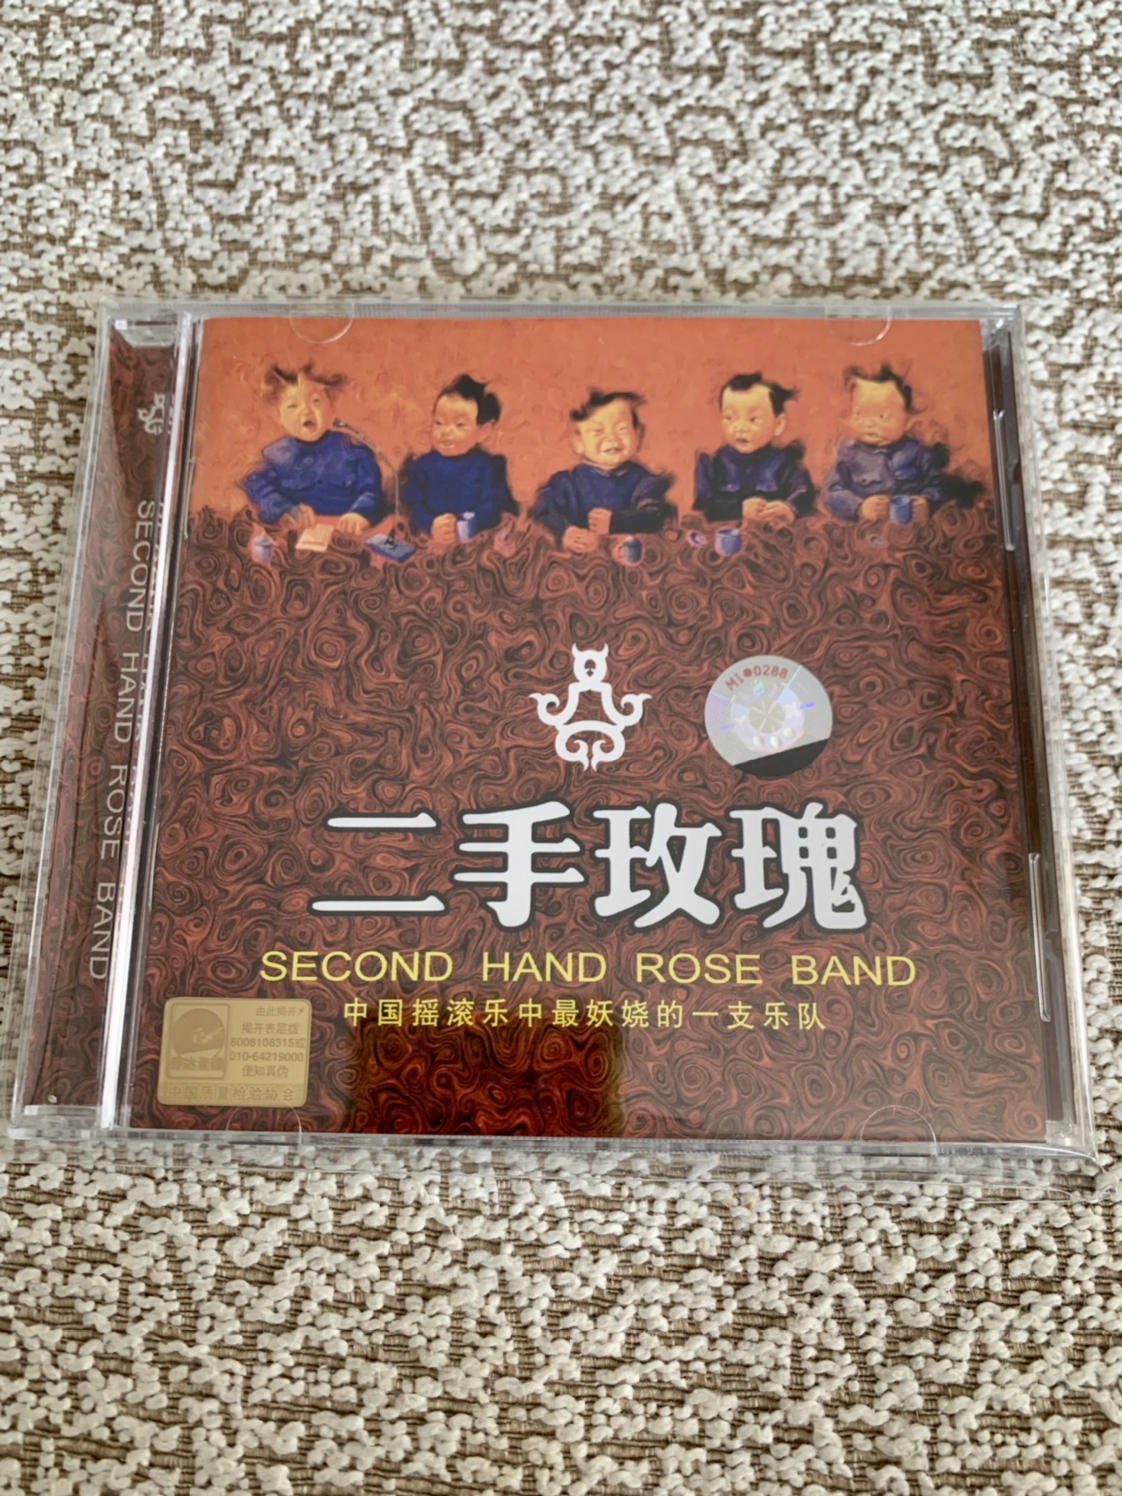 SECOND HAND ROSE BAND
M1●0288
二手玫瑰
SECOND HAND ROSE BAND
中国摇滚乐中最妖娆的一支乐队
由此揭开
揭开表层拨
8008108315或
010-64219000
便知真伪
中国质量检验协会